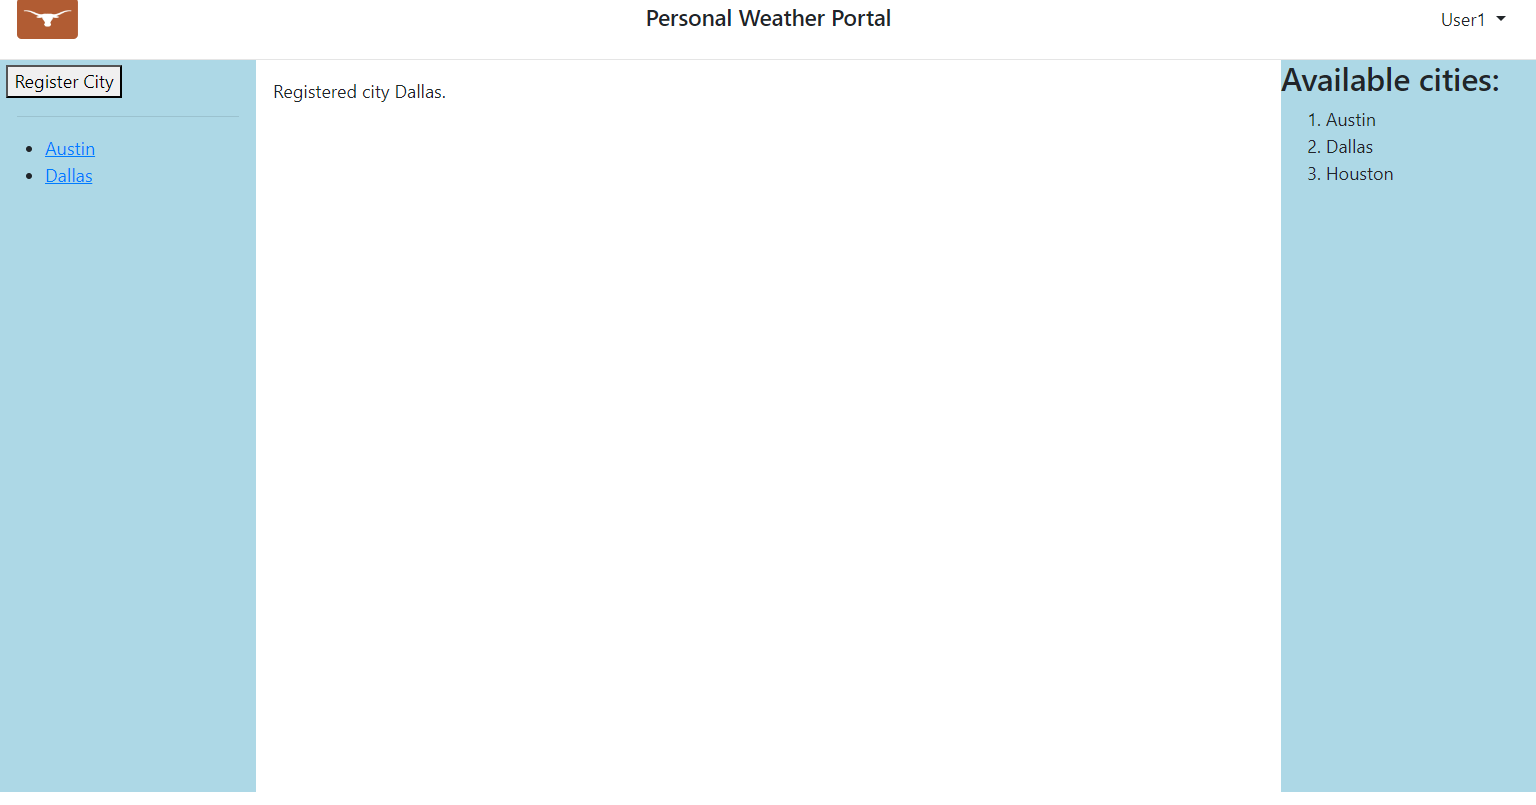 Personal Weather Portal
User1
Register City
Austin
Dallas
Registered city Dallas.
Available cities:
1. Austin
2. Dallas
3. Houston